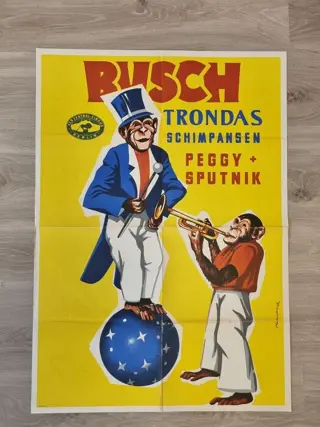 BUSCH
TRONDAS
SCHIMPANSEN
PEGGY +
SPUTNIK